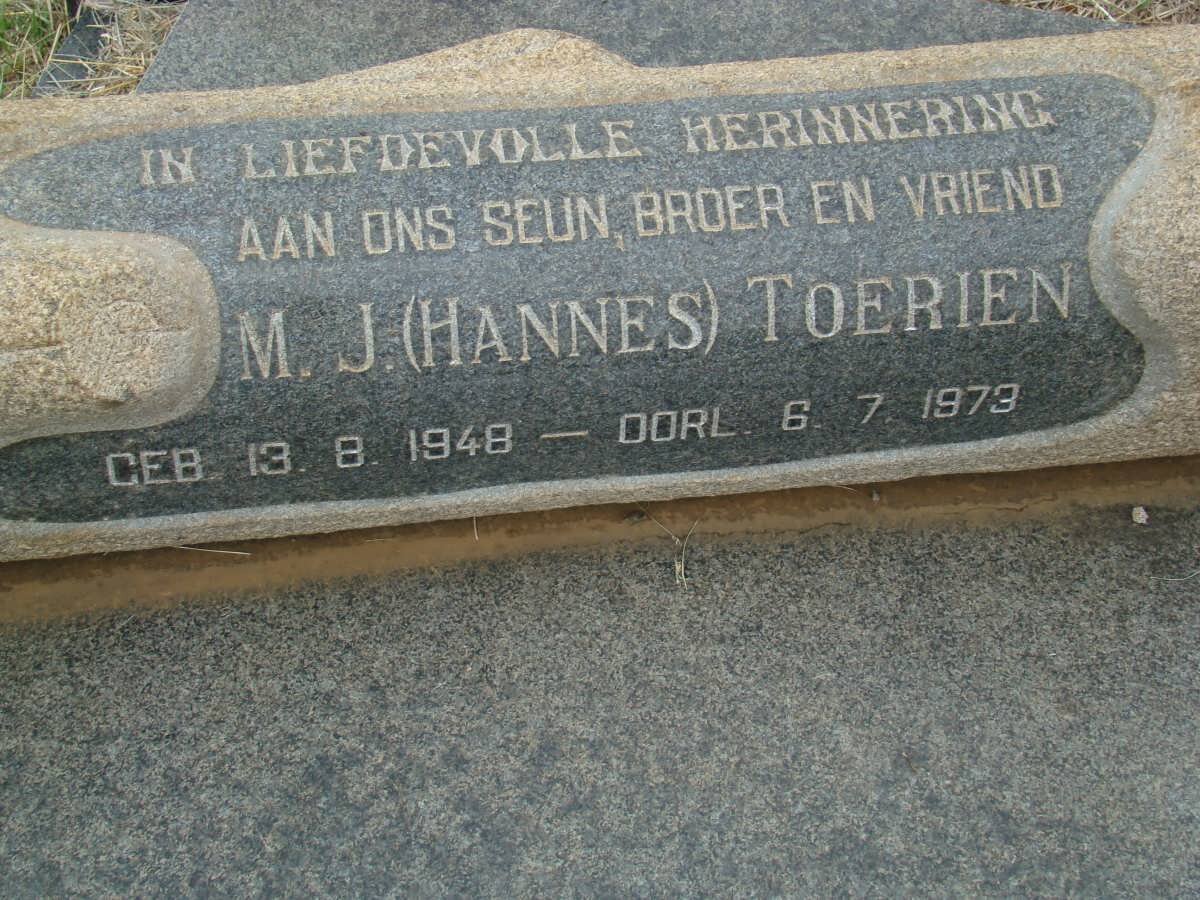 IN LIEFDEVOLLE HERINNERING
AAN ONS SEUN, BROER EN VRIEND
M. J. (HANNES) TOERIEN
GEB. 13. 8. 1948 — OORL. 6. 7. 1973